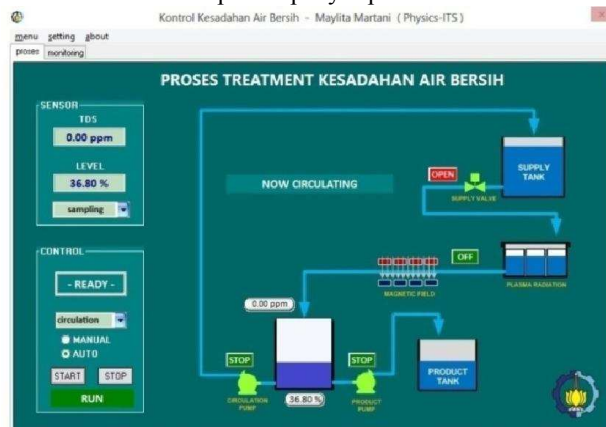 Kontrol Kesadahan Air Bersih - Maylita Martani ( Physics-ITS )
menu setting about
proses monitoring
PROSES TREATMENT KESADAHAN AIR BERSIH
SENSOR
TDS
0.00 ppm
LEVEL
36.80 %
sampling
CONTROL
- READY -
circulation
MANUAL
AUTO
START STOP
RUN
NOW CIRCULATING
OPEN
SUPPLY VALVE
SUPPLY
TANK
OFF
MAGNETIC FIELD
PLASMA RADIATION
0.00 ppm
STOP
CIRCULATION
PUMP
36.80 %
STOP
PRODUCT
PUMP
PRODUCT
TANK